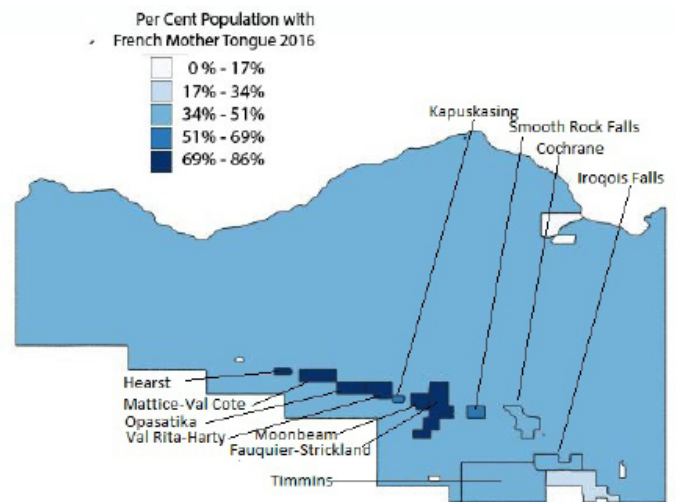 Per Cent Population with
French Mother Tongue 2016
0 % - 17%
17% - 34%
34% - 51%
51% - 69%
69% - 86%
Kapuskasing
Smooth Rock Falls
Cochrane
Iroqois Falls
Hearst
Mattice-Val Cote
Opasatika
Val Rita-Harty
Moonbeam
Fauquier-Strickland
Timmins